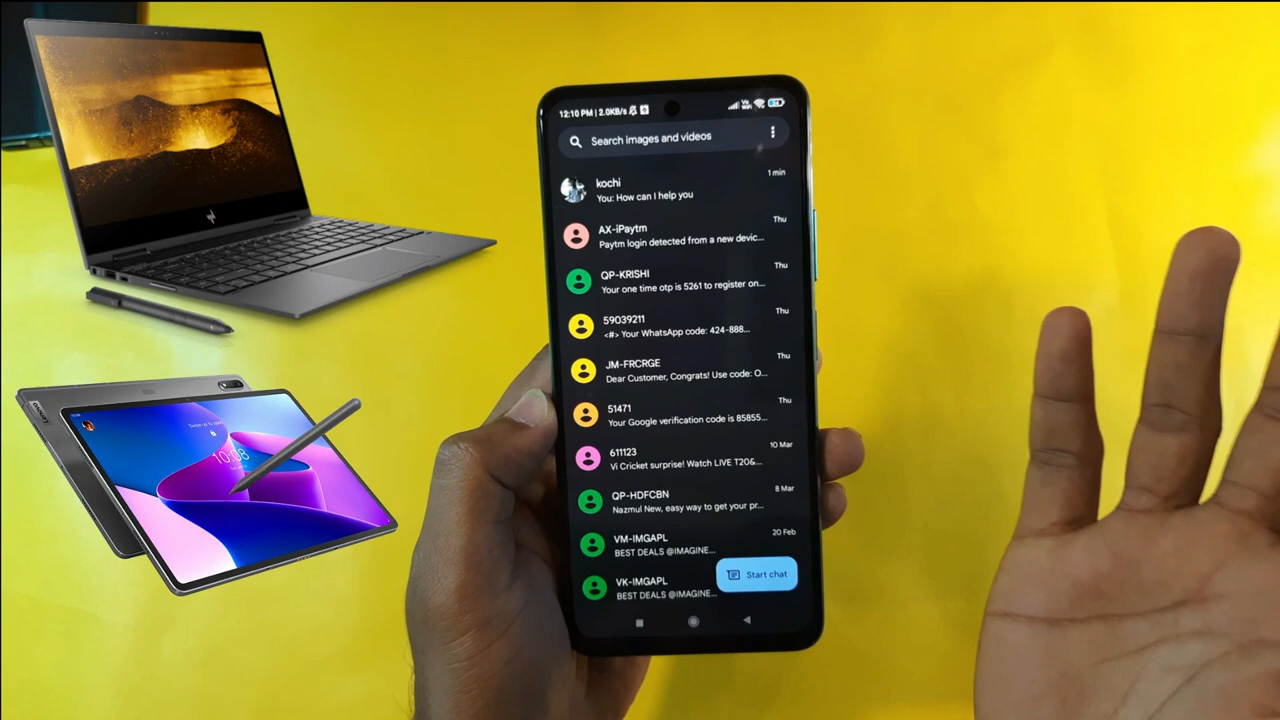 12:10 PM | 2.0KB/s
Search images and videos
kochi
1 min
You: How can I help you
AX-iPaytm
Thu
Paytm login detected from a new devic...
QP-KRISHI
Thu
Your one time otp is 5261 to register on...
59039211
Thu
<#> Your WhatsApp code: 424-888...
JM-FRCRGE
Thu
Dear Customer, Congrats! Use code: O...
51471
Thu
Your Google verification code is 85855...
611123
10 Mar
Vi Cricket surprise! Watch LIVE T20&...
QP-HDFCBN
8 Mar
Nazmul New, easy way to get your pr...
VM-IMGAPL
20 Feb
BEST DEALS @IMAGINE...
VK-IMGAPL
BEST DEALS @IMAGINE...
Start chat
hp
Lenovo
10:08